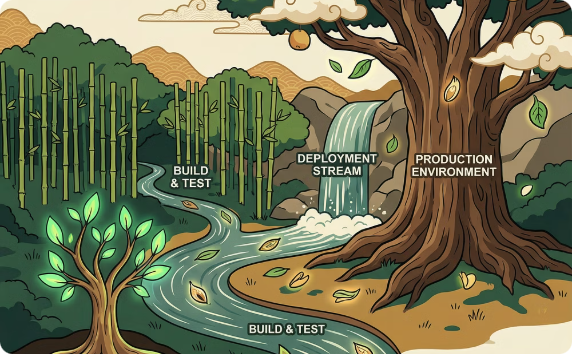 BUILD
& TEST
DEPLOYMENT
STREAM
PRODUCTION
ENVIRONMENT
BUILD & TEST